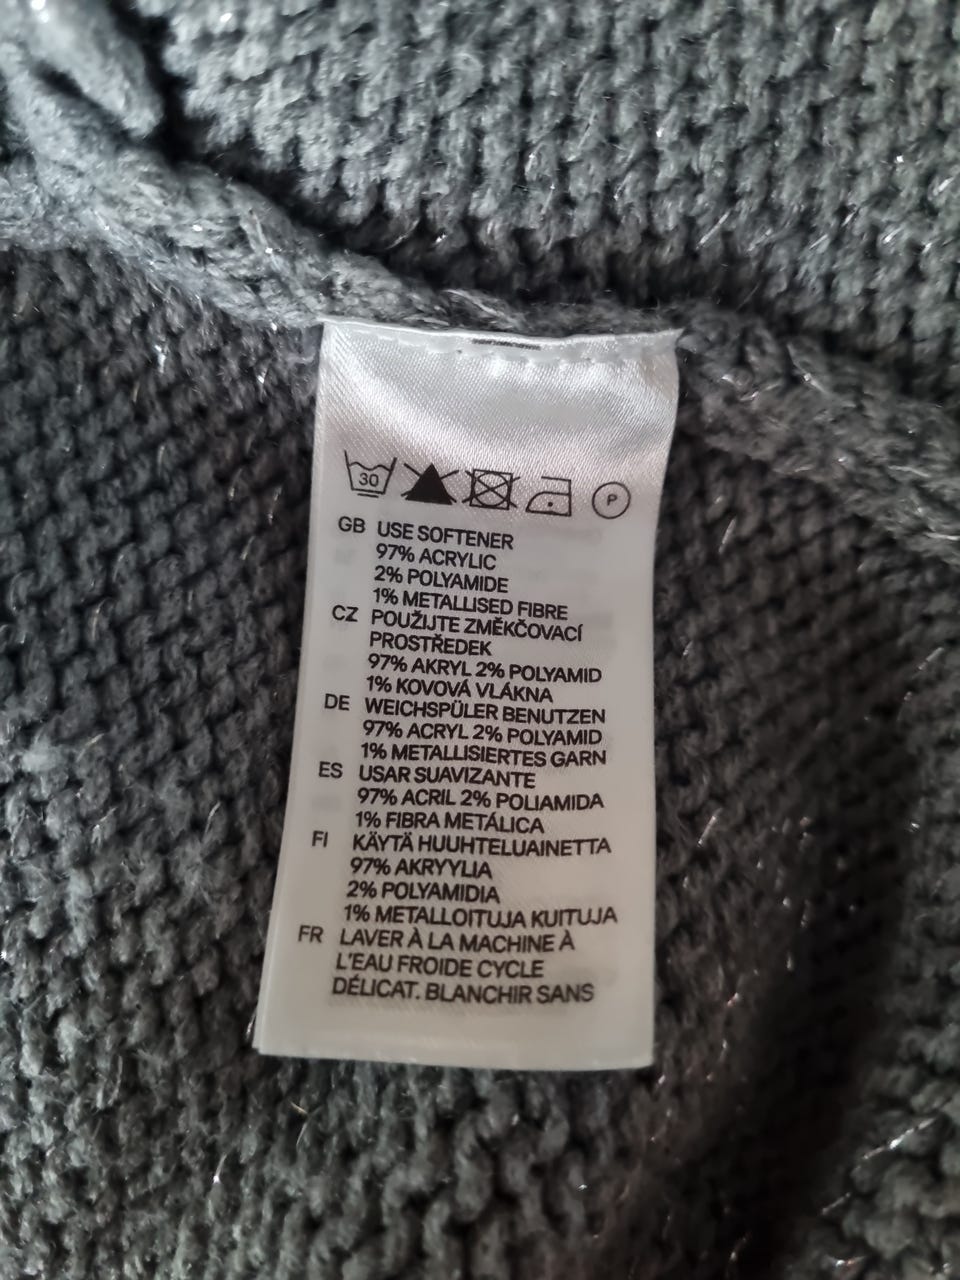 30
P
GB USE SOFTENER
97% ACRYLIC
2% POLYAMIDE
1% METALLISED FIBRE
CZ POUŽIJTE ZMĚKČOVACÍ
PROSTŘEDEK
97% AKRYL 2% POLYAMID
1% KOVOVÁ VLÁKNA
DE WEICHSPÜLER BENUTZEN
97% ACRYL 2% POLYAMID
1% METALLISIERTES GARN
ES USAR SUAVIZANTE
97% ACRIL 2% POLIAMIDA
1% FIBRA METÁLICA
FI KÄYTÄ HUUHTELUAINETTA
97% AKRYYLIA
2% POLYAMIDIA
1% METALLOITUJA KUITUJA
FR LAVER À LA MACHINE À
L'EAU FROIDE CYCLE
DÉLICAT. BLANCHIR SANS